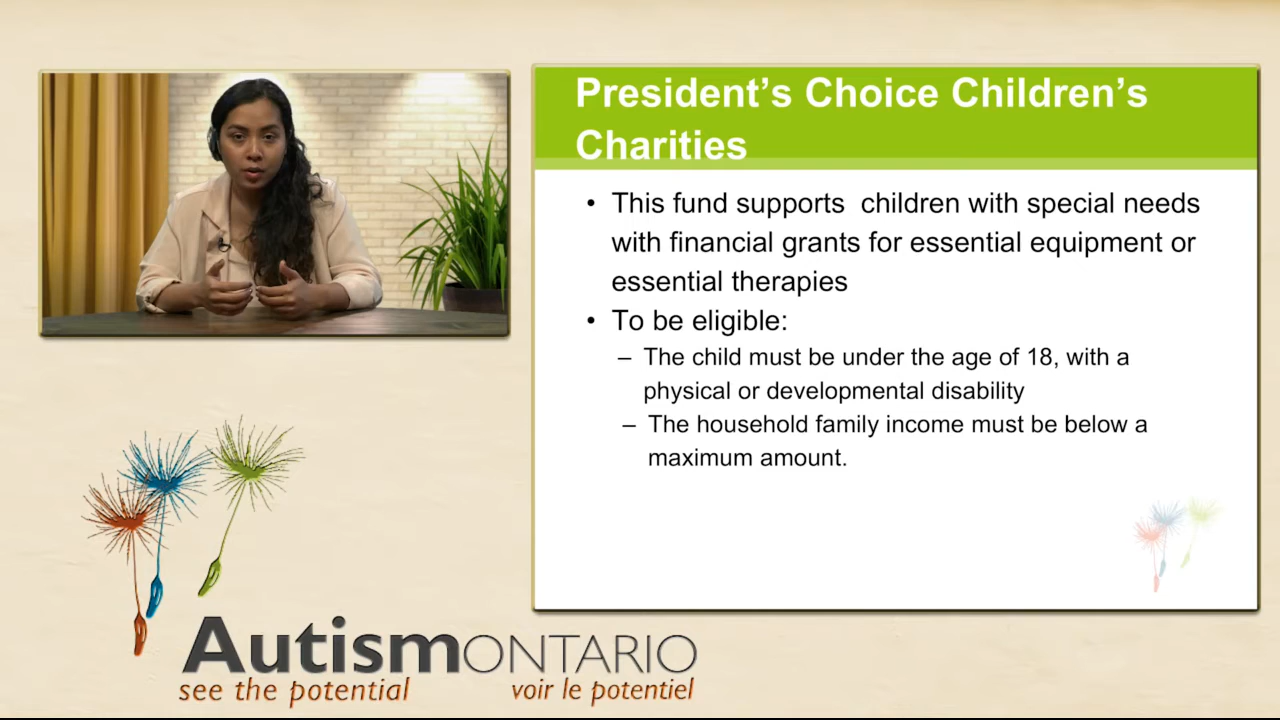 President's Choice Children's
Charities
• This fund supports children with special needs
with financial grants for essential equipment or
essential therapies
• To be eligible:
– The child must be under the age of 18, with a
physical or developmental disability
– The household family income must be below a
maximum amount.
AutismONTARIO
see the potential voir le potentiel